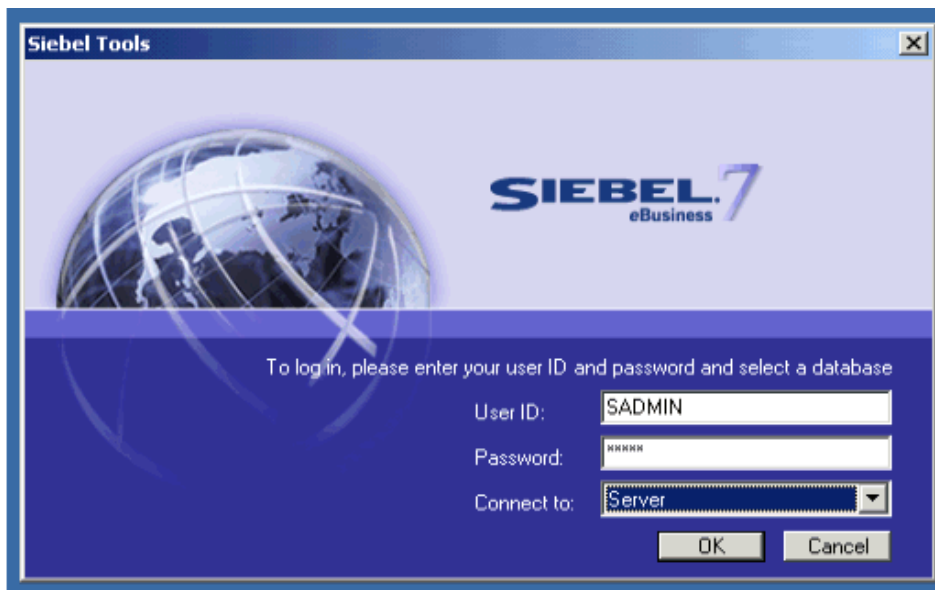 Siebel Tools
SIEBEL. 7
eBusiness
To log in, please enter your user ID and password and select a database
User ID: SADMIN
Password: *****
Connect to: Server
OK Cancel